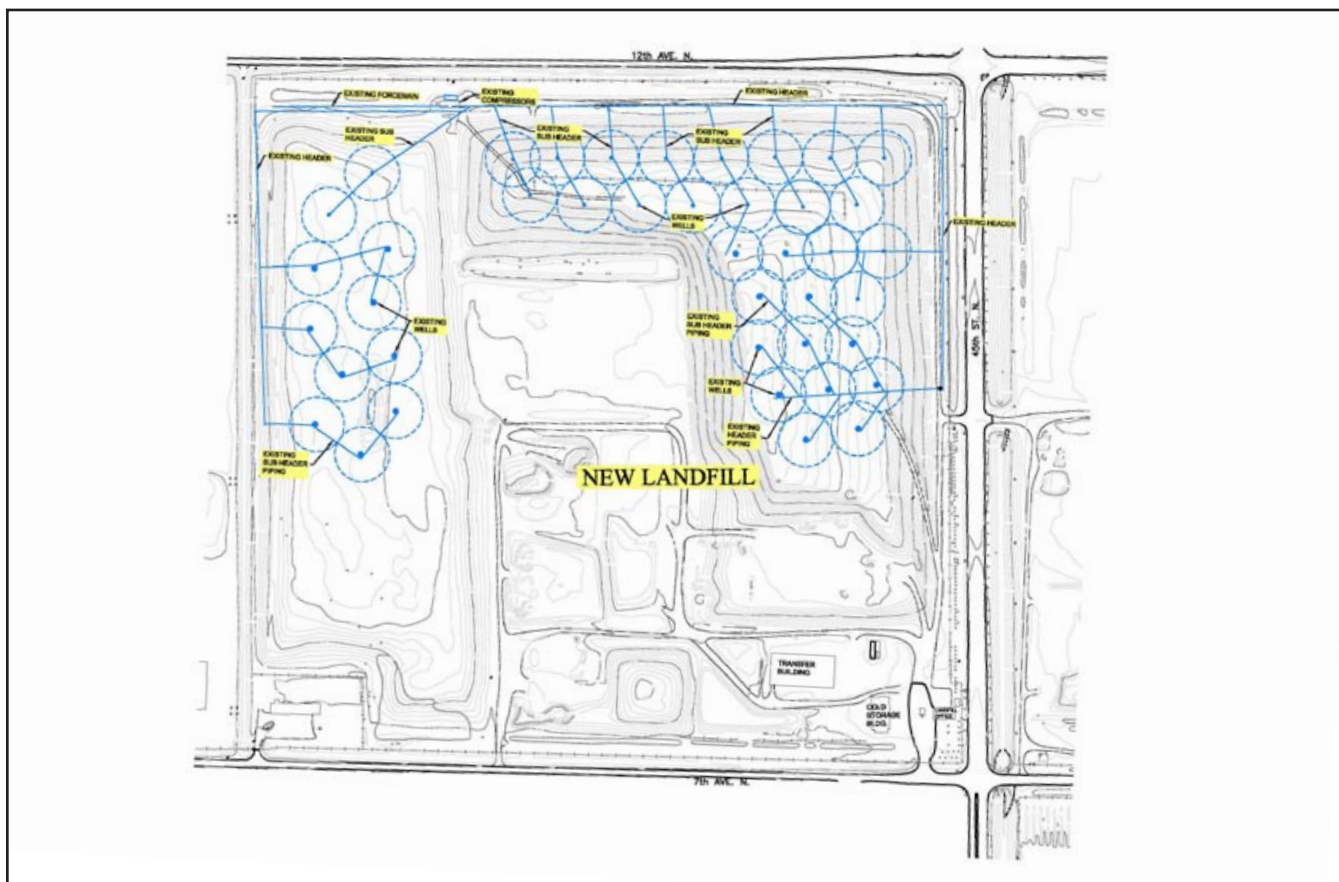 12th AVE. N.
EXISTING FORCEMAIN
EXISTING
COMPRESSORS
EXISTING HEADER
EXISTING SUB
HEADER
EXISTING
SUB HEADER
EXISTING
SUB HEADER
EXISTING HEADER
EXISTING
WELLS
EXISTING HEADER
EXISTING
WELLS
EXISTING
SUB HEADER
PIPING
45th ST. N.
EXISTING
WELLS
EXISTING
HEADER
PIPING
EXISTING
SUB HEADER
PIPING
NEW LANDFILL
TRANSFER
BUILDING
COLD
STORAGE
BLDG.
7th AVE. N.